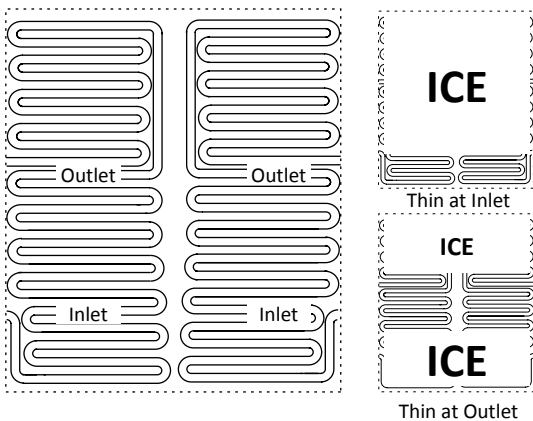 Outlet
Outlet
Inlet
Inlet
ICE
Thin at Inlet
ICE
ICE
Thin at Outlet